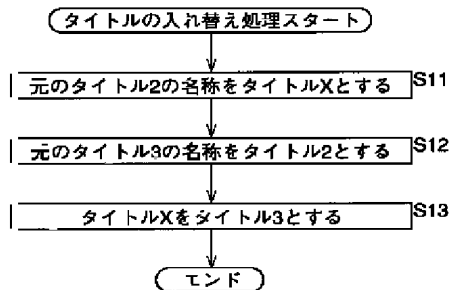 タイトルの入れ替え処理スタート
元のタイトル2の名称をタイトルXとする
S11
元のタイトル3の名称をタイトル2とする
S12
タイトルXをタイトル3とする
S13
エンド